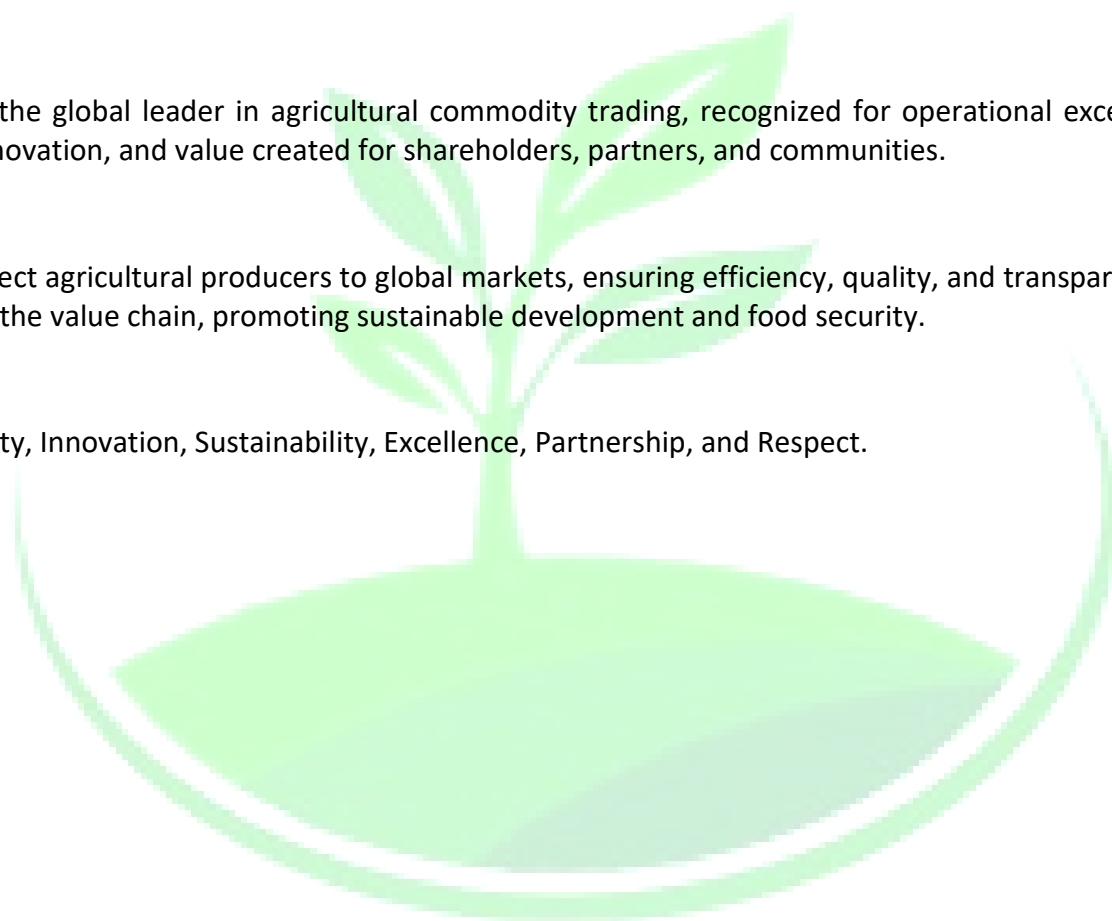 the global leader in agricultural commodity trading, recognized for operational exce
novation, and value created for shareholders, partners, and communities.
ect agricultural producers to global markets, ensuring efficiency, quality, and transpar
the value chain, promoting sustainable development and food security.
ty, Innovation, Sustainability, Excellence, Partnership, and Respect.